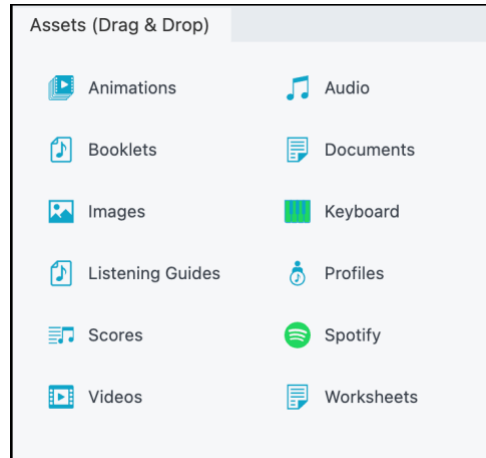 Assets (Drag & Drop)
Animations
Audio
Booklets
Documents
Images
Keyboard
Listening Guides
Profiles
Scores
Spotify
Videos
Worksheets